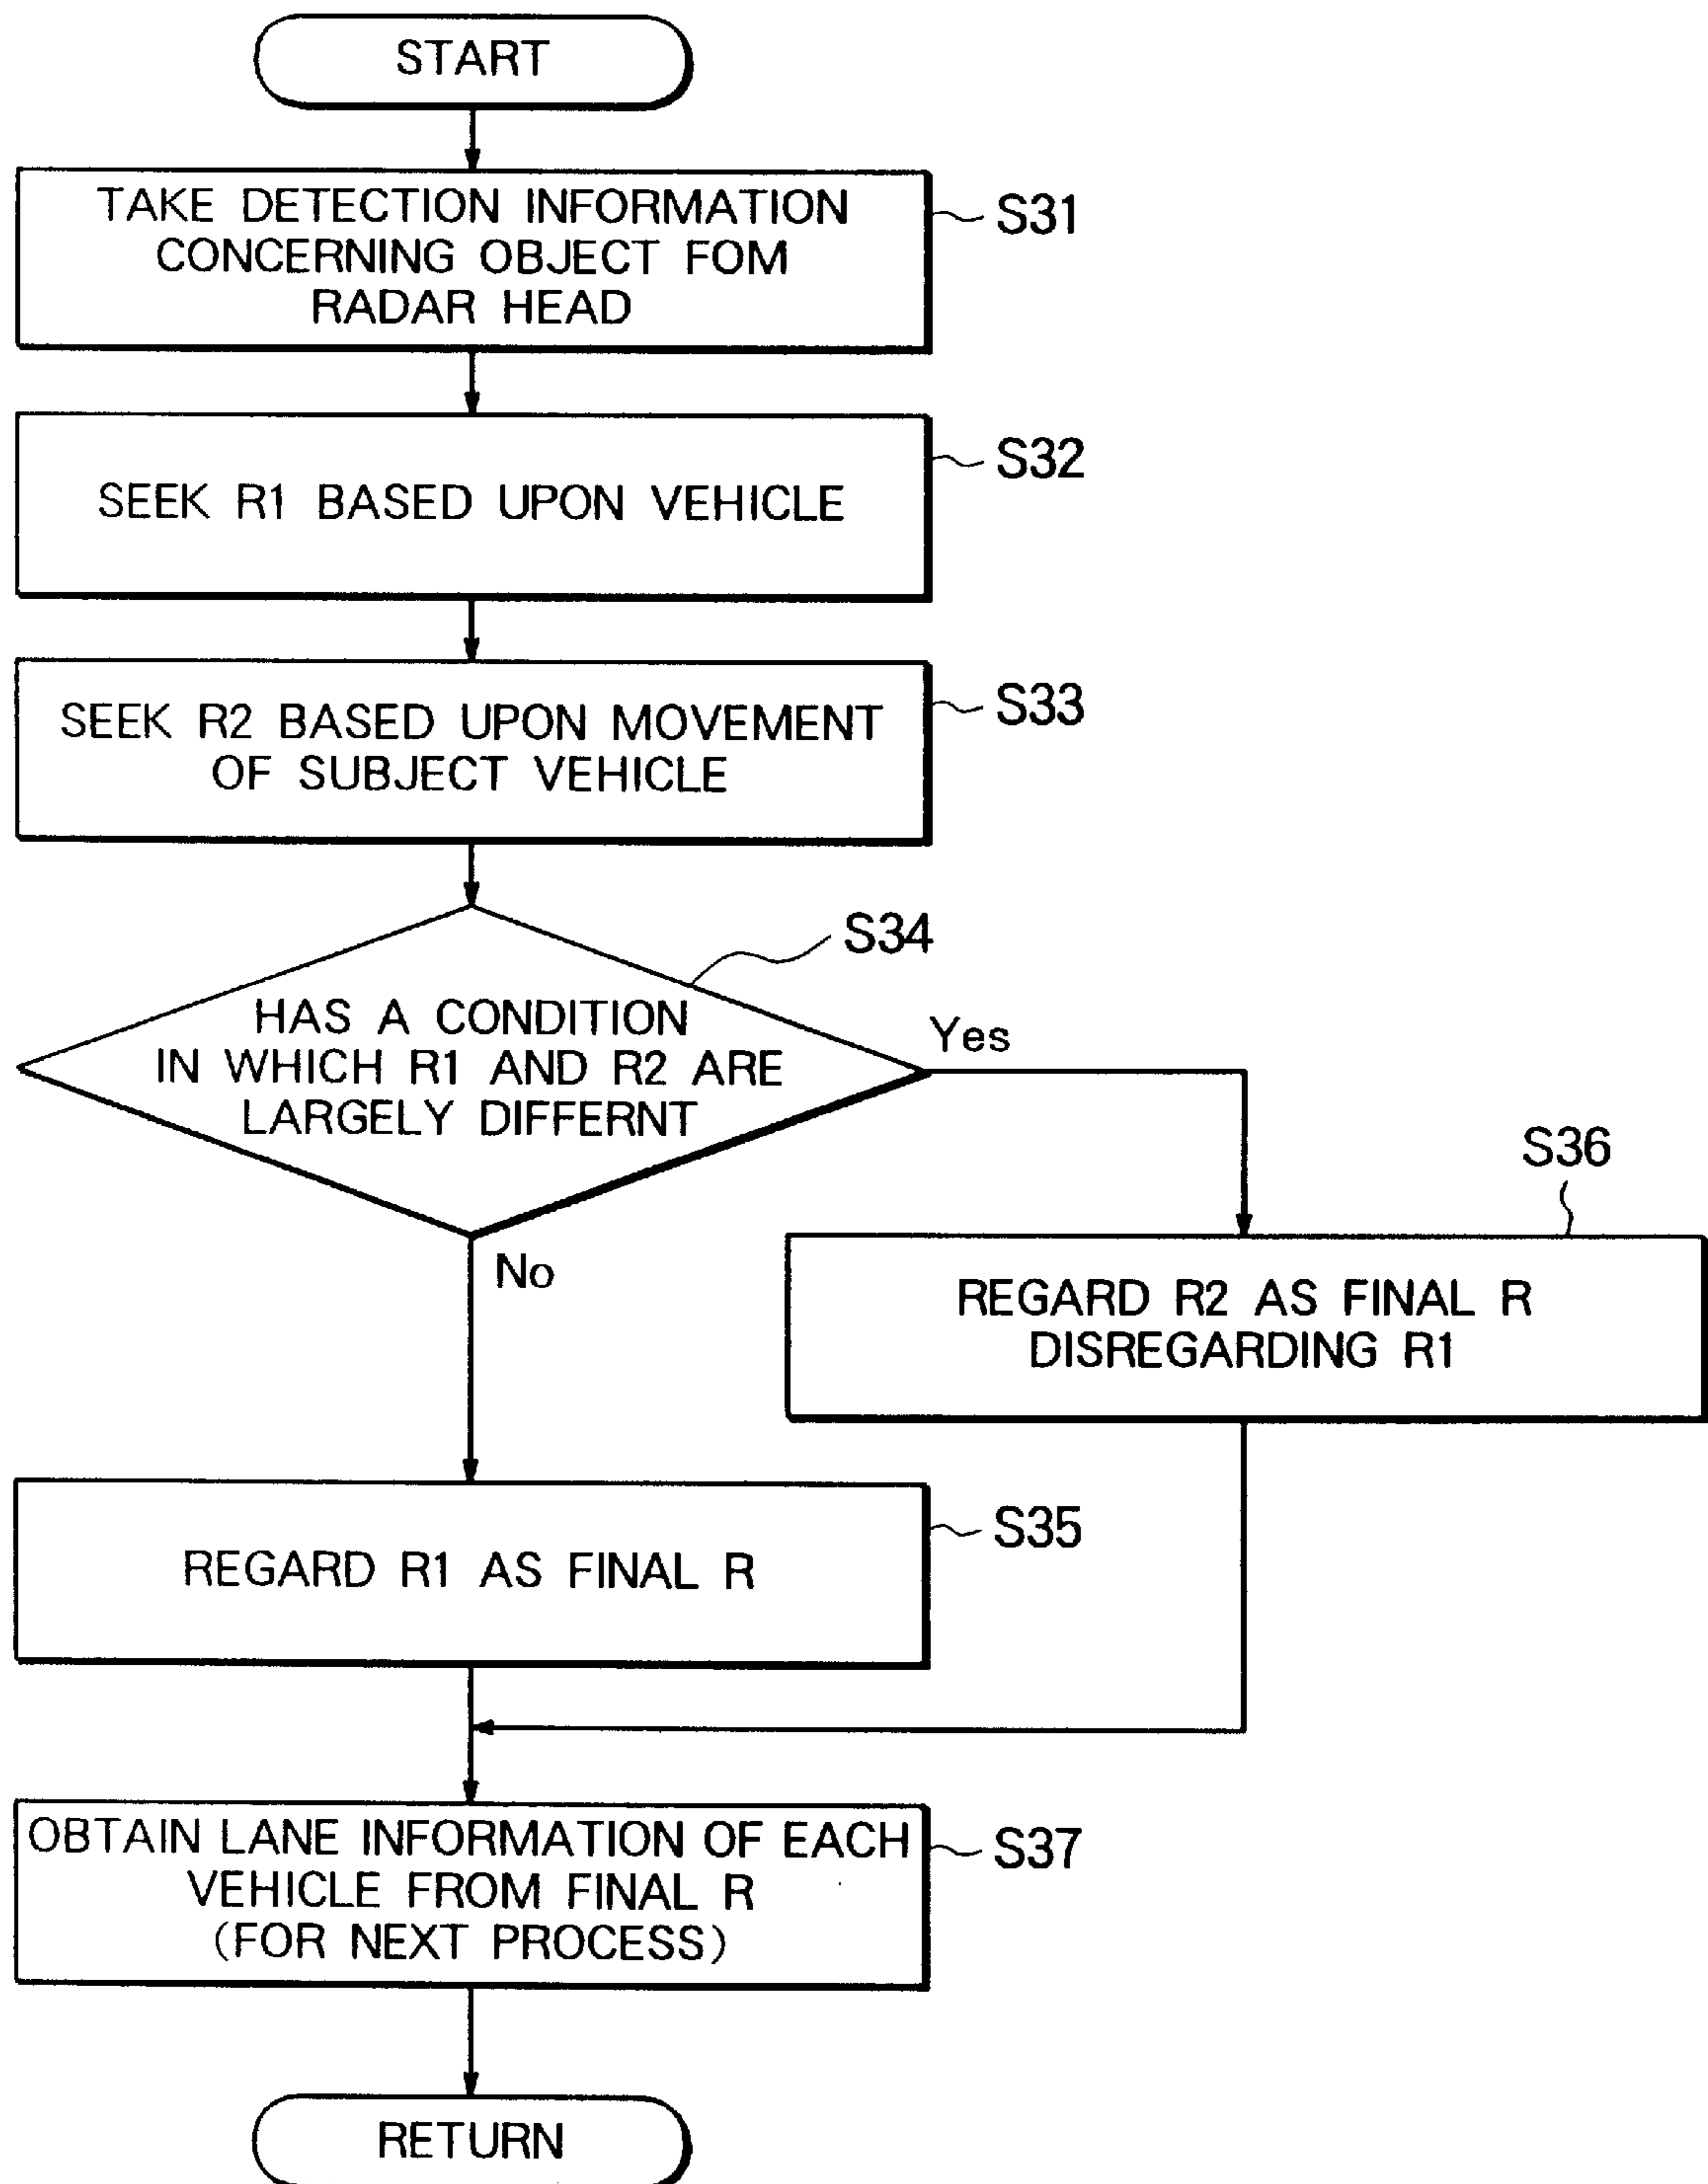 START
TAKE DETECTION INFORMATION
CONCERNING OBJECT FOM
RADAR HEAD
S31
SEEK R1 BASED UPON VEHICLE
S32
SEEK R2 BASED UPON MOVEMENT
OF SUBJECT VEHICLE
S33
S34
HAS A CONDITION
IN WHICH R1 AND R2 ARE
LARGELY DIFFERNT
Yes
No
S36
REGARD R2 AS FINAL R
DISREGARDING R1
REGARD R1 AS FINAL R
S35
OBTAIN LANE INFORMATION OF EACH
VEHICLE FROM FINAL R
(FOR NEXT PROCESS)
S37
RETURN